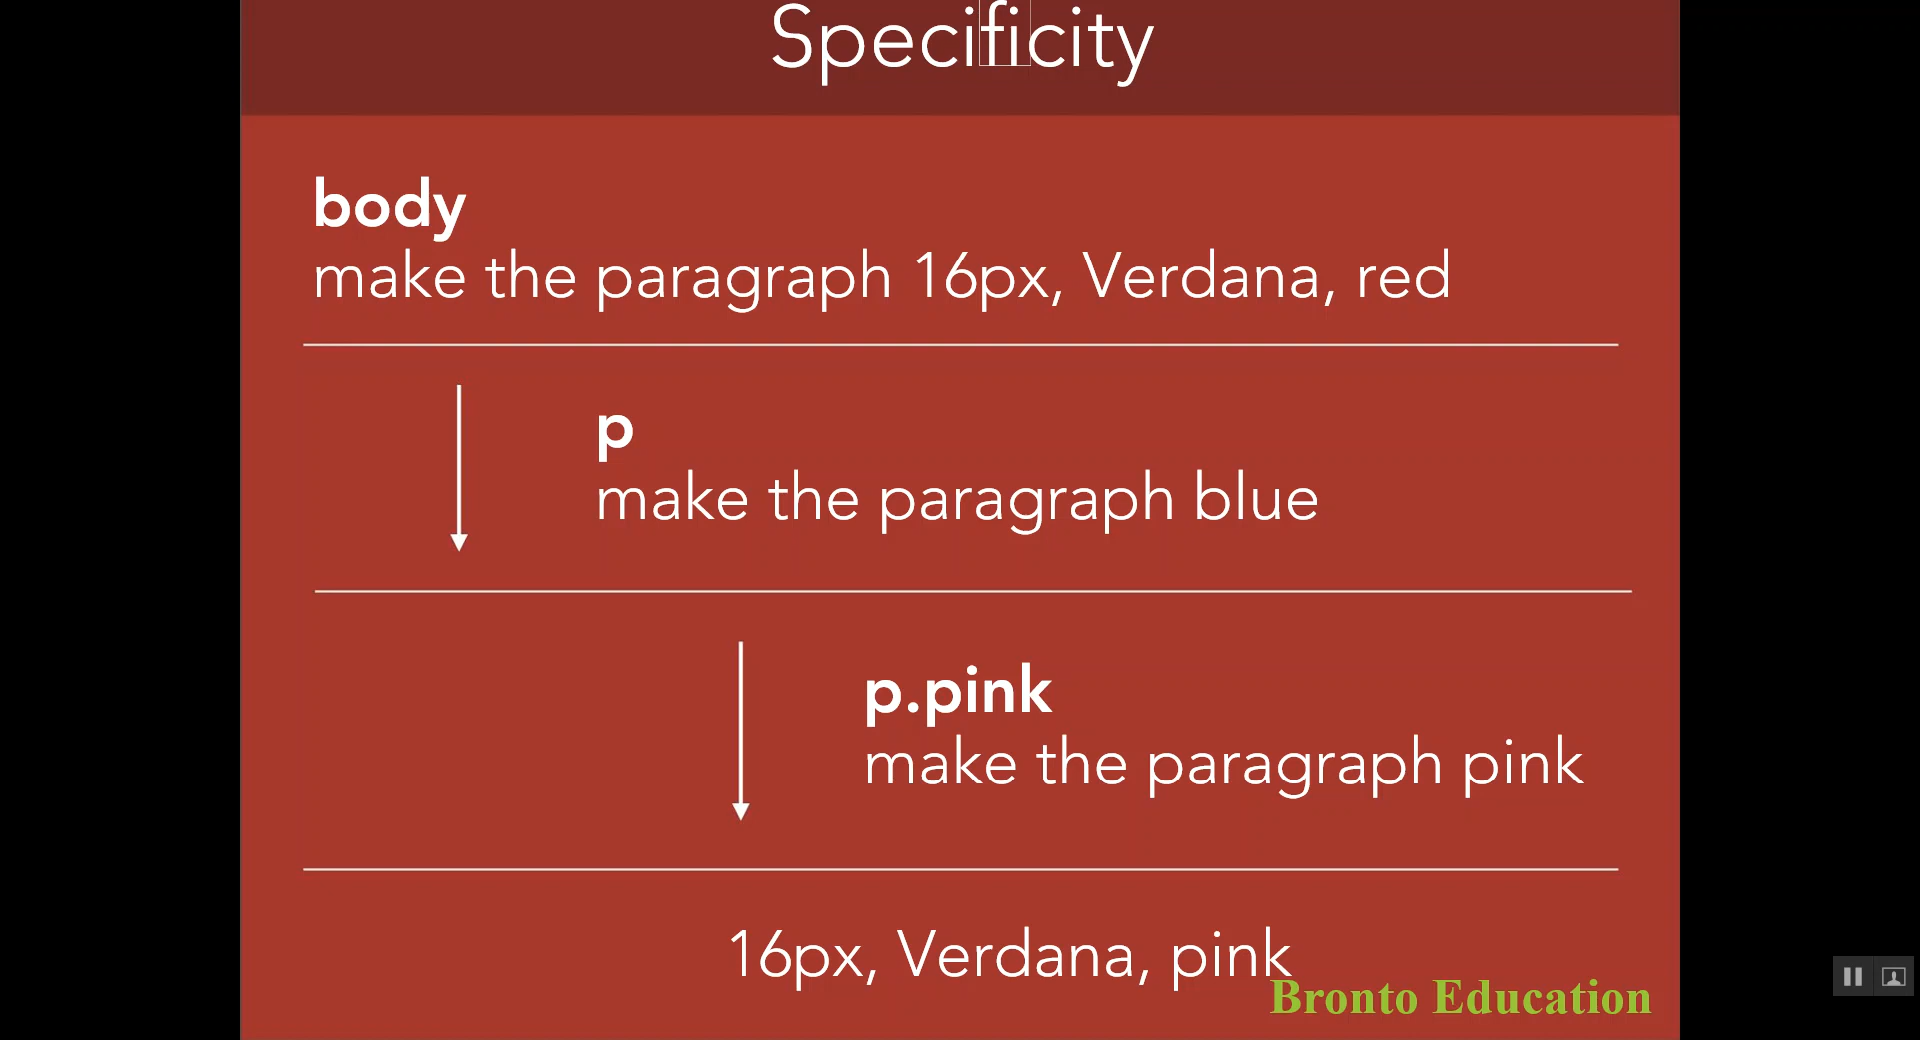 Specificity
body
make the paragraph 16px, Verdana, red
p
make the paragraph blue
p.pink
make the paragraph pink
16px, Verdana, pink
Bronto Education